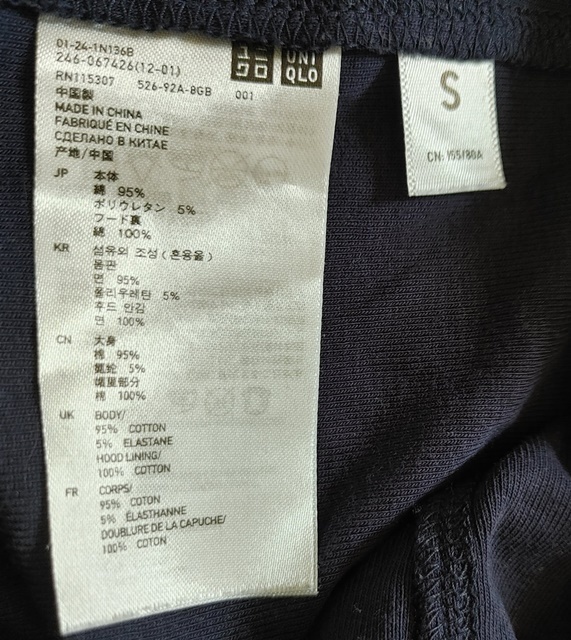 01-24-1N136B
246-067426(12-01)
RN115307 526-92A-8GB 001
ユニ
クロ
UNI
QLO
中国製
MADE IN CHINA
FABRIQUÉ EN CHINE
СДЕЛАНО В КИТАЕ
产地/中国
JP 本体
綿 95%
ポリウレタン 5%
フード裏
綿 100%
KR 섬유의 조성(혼용율)
몸판
면 95%
폴리우레탄 5%
후드 안감
면 100%
CN 大身
棉 95%
氨纶 5%
帽里部分
棉 100%
UK BODY/
95% COTTON
5% ELASTANE
HOOD LINING/
100% COTTON
FR CORPS/
95% COTON
5% ÉLASTHANNE
DOUBLURE DE LA CAPUCHE/
100% COTON
S
CN: 155/80A